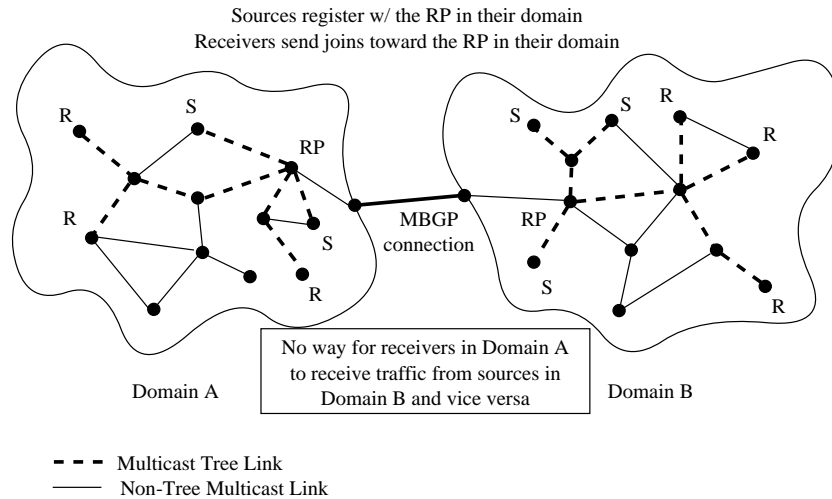 Sources register w/ the RP in their domain
Receivers send joins toward the RP in their domain
R
S
RP
R
S
R
MBGP
connection
S
S
R
R
RP
S
R
No way for receivers in Domain A
to receive traffic from sources in
Domain B and vice versa
Domain A
Domain B
Multicast Tree Link
Non-Tree Multicast Link